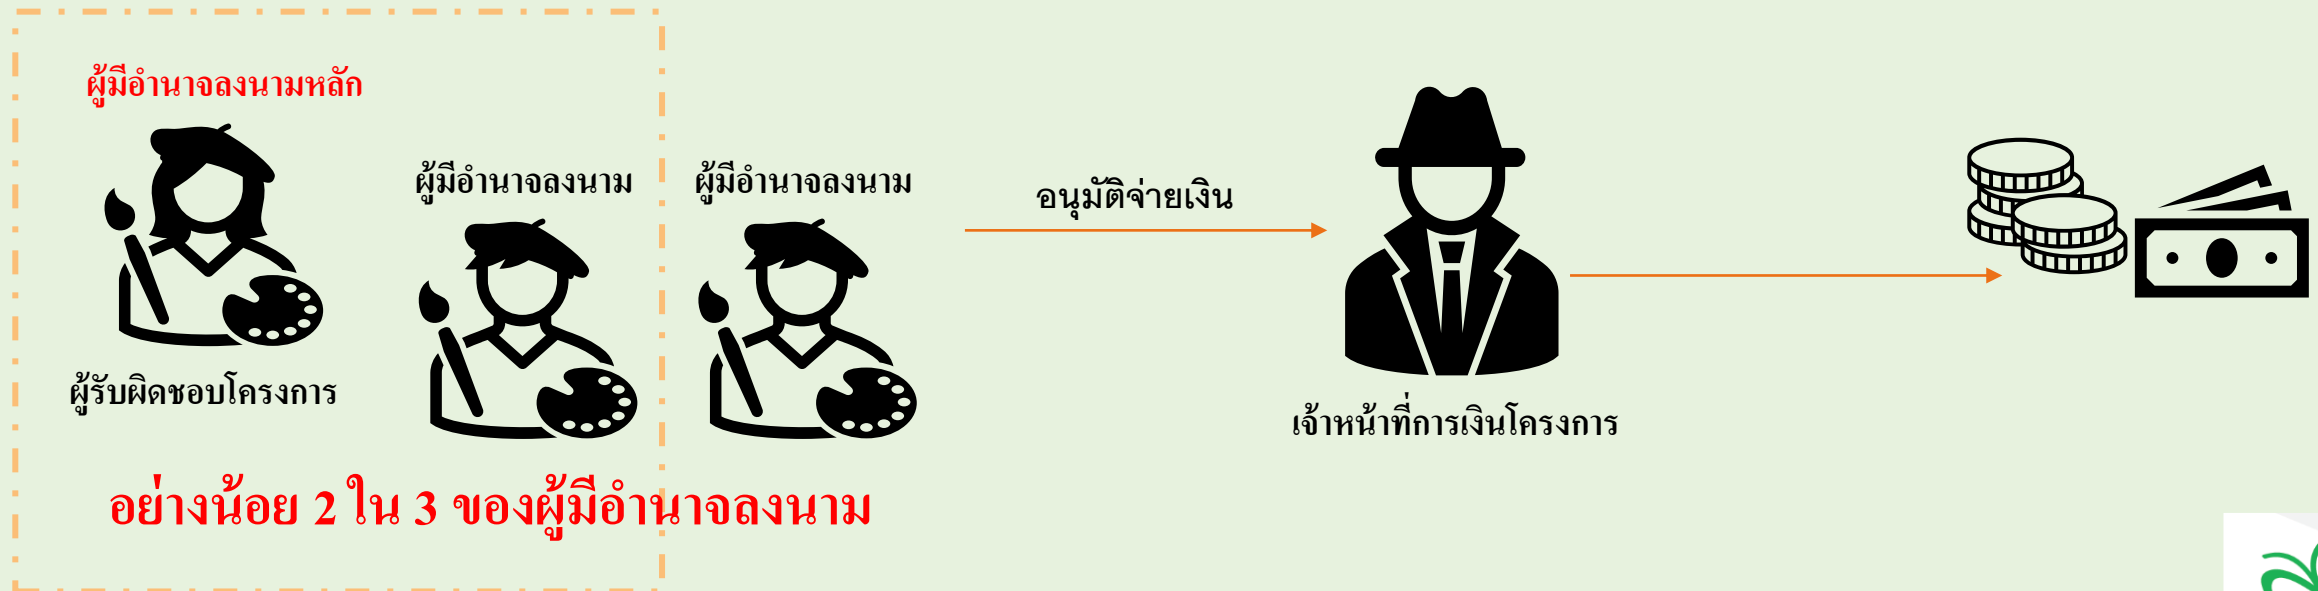 ผู้มีอำนาจลงนามหลัก
ผู้มีอำนาจลงนาม
ผู้มีอำนาจลงนาม
อนุมัติจ่ายเงิน
ผู้รับผิดชอบโครงการ
เจ้าหน้าที่การเงินโครงการ
อย่างน้อย 2 ใน 3 ของผู้มีอำนาจลงนาม